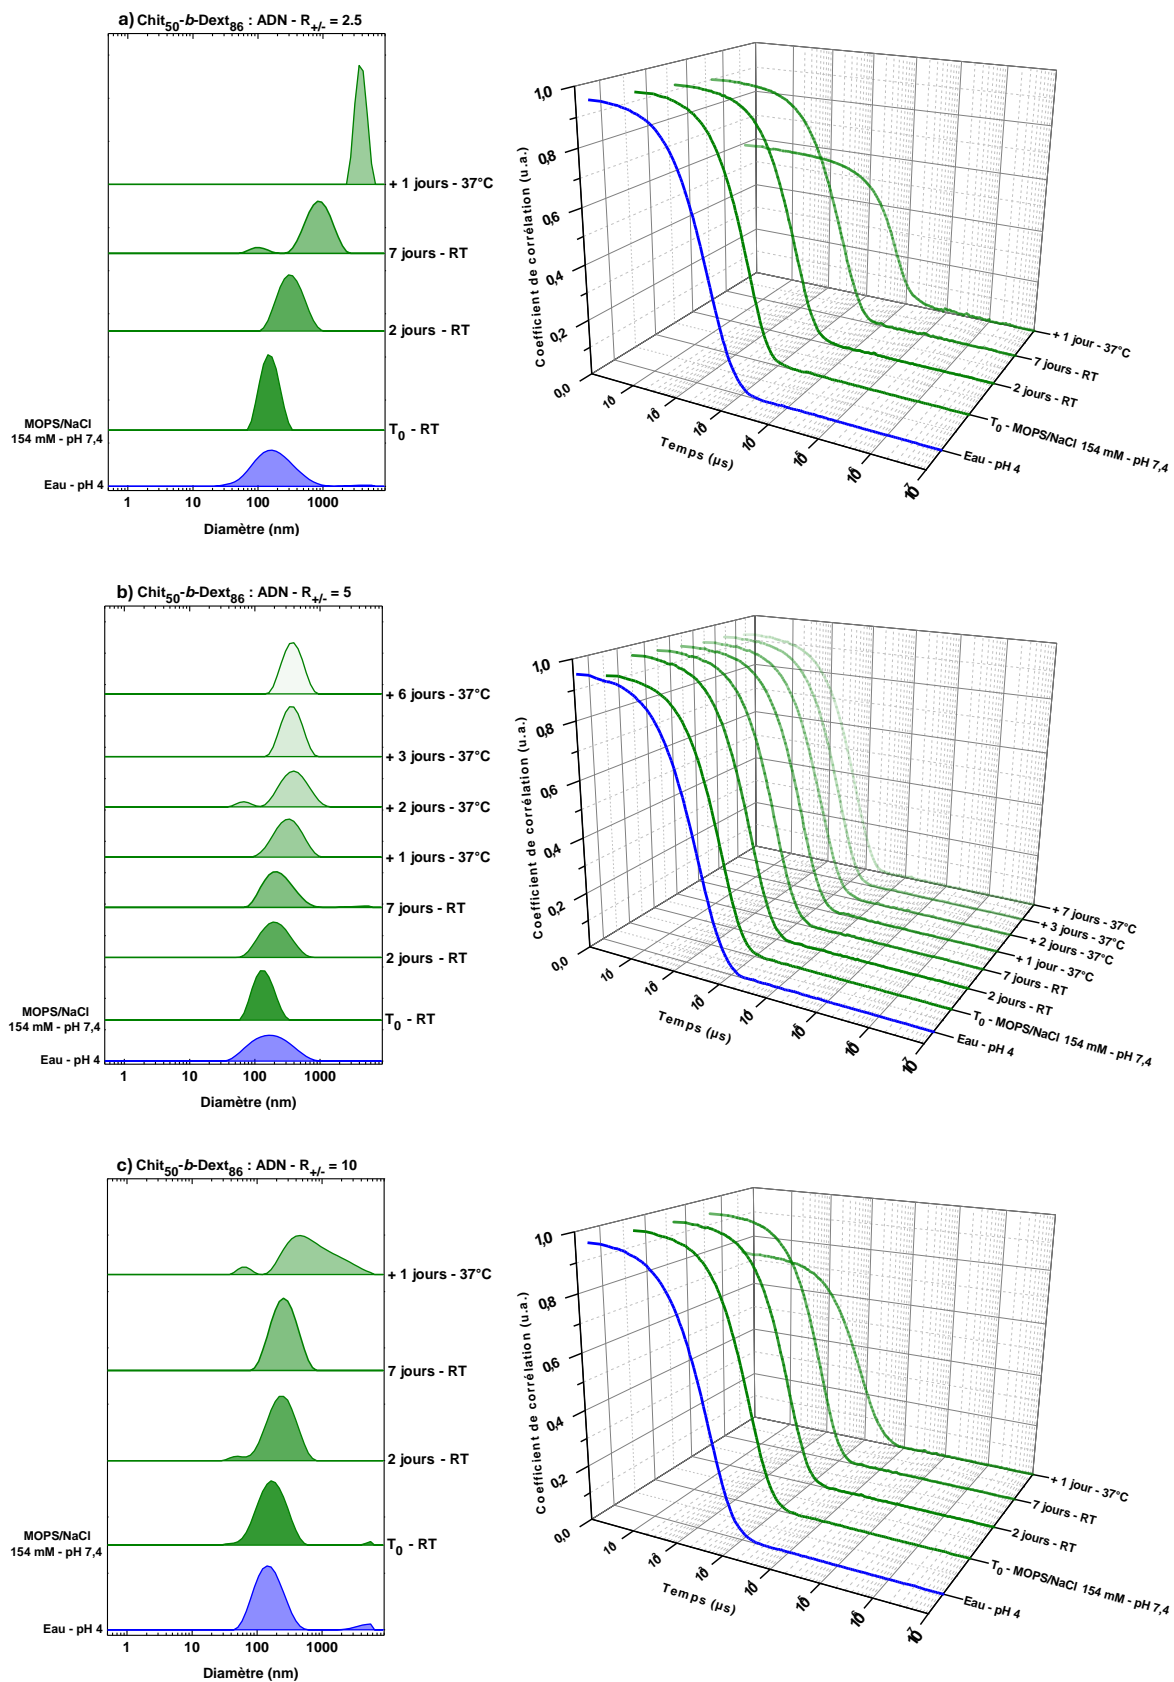 a) Chit50-b-Dext86 : ADN - R+/- = 2.5
+ 1 jours - 37°C
7 jours - RT
2 jours - RT
MOPS/NaCl
154 mM - pH 7,4
T0 - RT
Eau - pH 4
1 10 100 1000
Diamètre (nm)
Coefficient de corrélation (u.a.)
1,0
0,8
0,6
0,4
0,2
0,0
Temps (µs)
+ 1 jour - 37°C
7 jours - RT
2 jours - RT
T0 - MOPS/NaCl 154 mM - pH 7,4
Eau - pH 4
b) Chit50-b-Dext86 : ADN - R+/- = 5
+ 6 jours - 37°C
+ 3 jours - 37°C
+ 2 jours - 37°C
+ 1 jours - 37°C
7 jours - RT
2 jours - RT
MOPS/NaCl
154 mM - pH 7,4
T0 - RT
Eau - pH 4
1 10 100 1000
Diamètre (nm)
Coefficient de corrélation (u.a.)
1,0
0,8
0,6
0,4
0,2
0,0
Temps (µs)
+ 7 jours - 37°C
+ 3 jours - 37°C
+ 2 jours - 37°C
+ 1 jour - 37°C
7 jours - RT
2 jours - RT
T0 - MOPS/NaCl 154 mM - pH 7,4
Eau - pH 4
c) Chit50-b-Dext86 : ADN - R+/- = 10
+ 1 jours - 37°C
7 jours - RT
2 jours - RT
MOPS/NaCl
154 mM - pH 7,4
T0 - RT
Eau - pH 4
1 10 100 1000
Diamètre (nm)
Coefficient de corrélation (u.a.)
1,0
0,8
0,6
0,4
0,2
0,0
Temps (µs)
+ 1 jour - 37°C
7 jours - RT
2 jours - RT
T0 - MOPS/NaCl 154 mM - pH 7,4
Eau - pH 4